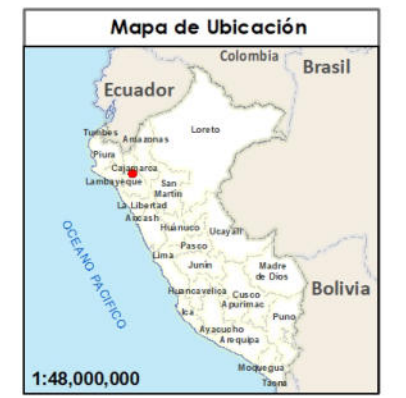 Mapa de Ubicación
Colombia
Brasil
Ecuador
Tumbes
Amazonas
Loreto
Piura
Cajamarca
Lambayeque
San
Martin
La Libertad
Ancash
Huánuco
Ucayali
Pasco
Lima
Junín
Madre
de Dios
Huancavelica
Cusco
Apurimac
Bolivia
Ica
Puno
Ayacucho
Arequipa
Moquegua
Tacna
OCEANO PACIFICO
1:48,000,000